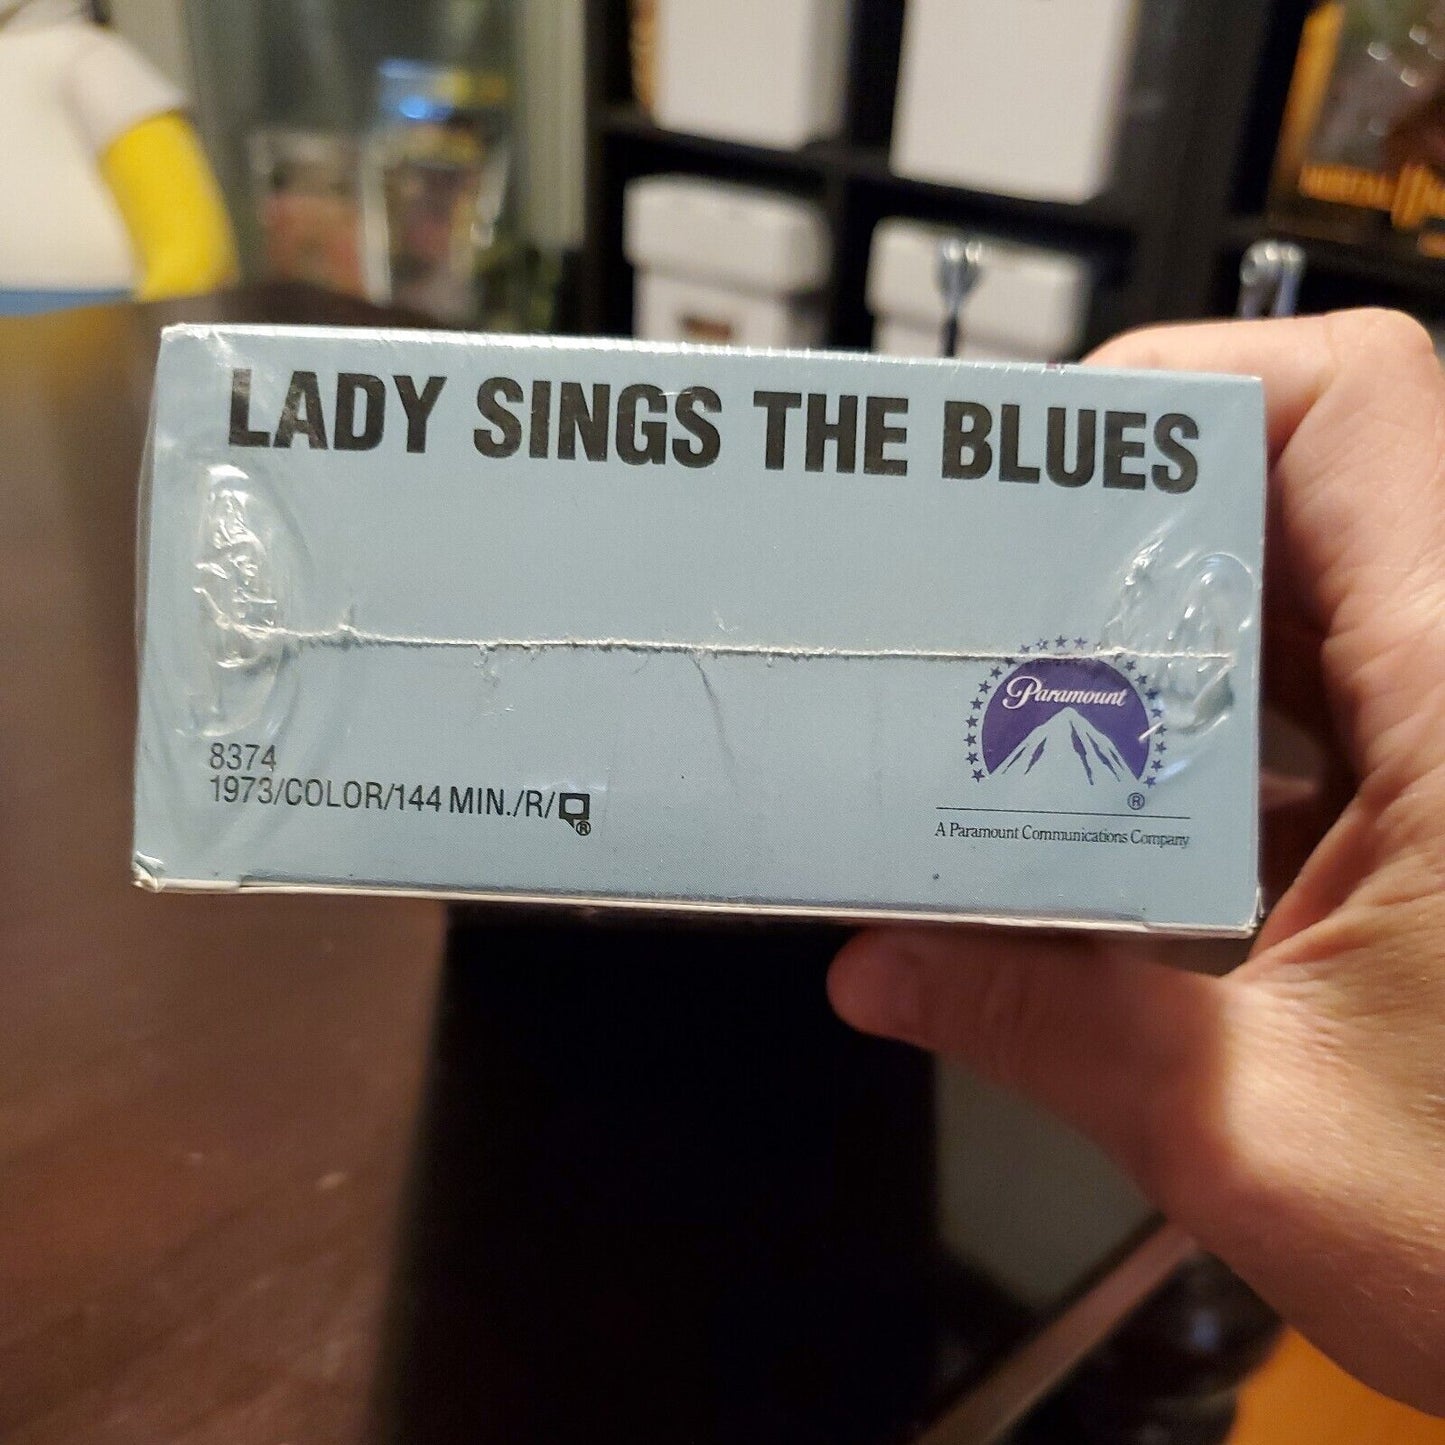 LADY SINGS THE BLUES
Paramount
®
8374
1973/COLOR/144 MIN./R/
®
A Paramount Communications Company